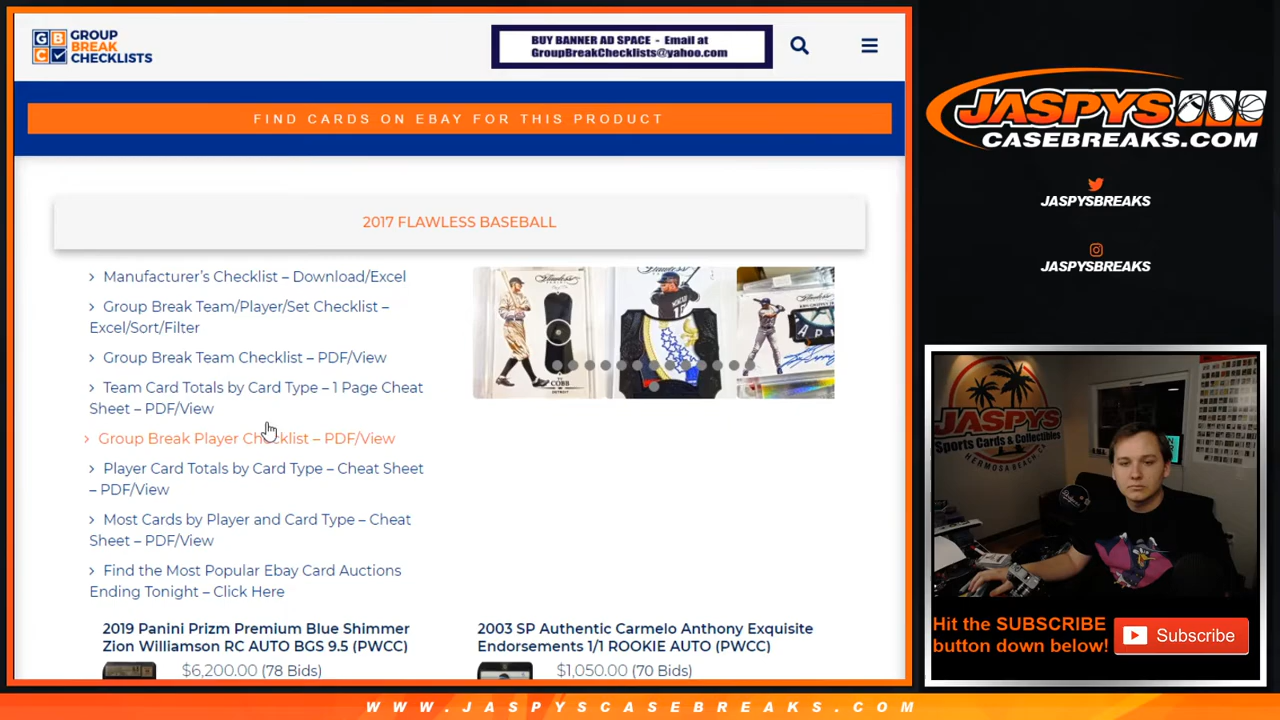 GROUP
BREAK
CHECKLISTS
GB
C
BUY BANNER AD SPACE - Email at
GroupBreakChecklists@yahoo.com
FIND CARDS ON EBAY FOR THIS PRODUCT
2017 FLAWLESS BASEBALL
Manufacturer's Checklist – Download/Excel
Group Break Team/Player/Set Checklist –
Excel/Sort/Filter
Group Break Team Checklist – PDF/View
Team Card Totals by Card Type – 1 Page Cheat
Sheet – PDF/View
Group Break Player Checklist – PDF/View
Player Card Totals by Card Type – Cheat Sheet
– PDF/View
Most Cards by Player and Card Type – Cheat
Sheet – PDF/View
Find the Most Popular Ebay Card Auctions
Ending Tonight – Click Here
Flawless
COBB
DETROIT
Flawless
2019 Panini Prizm Premium Blue Shimmer
Zion Williamson RC AUTO BGS 9.5 (PWCC)
$6,200.00 (78 Bids)
2003 SP Authentic Carmelo Anthony Exquisite
Endorsements 1/1 ROOKIE AUTO (PWCC)
$1,050.00 (70 Bids)
JASPYS
CASEBREAKS.COM
JASPYSBREAKS
JASPYSBREAKS
JASPYS
Sports Cards & Collectibles
HERMOSA BEACH, CA
Hit the SUBSCRIBE
button down below!
Subscribe
WWW.JASPYSCASEBREAKS.COM